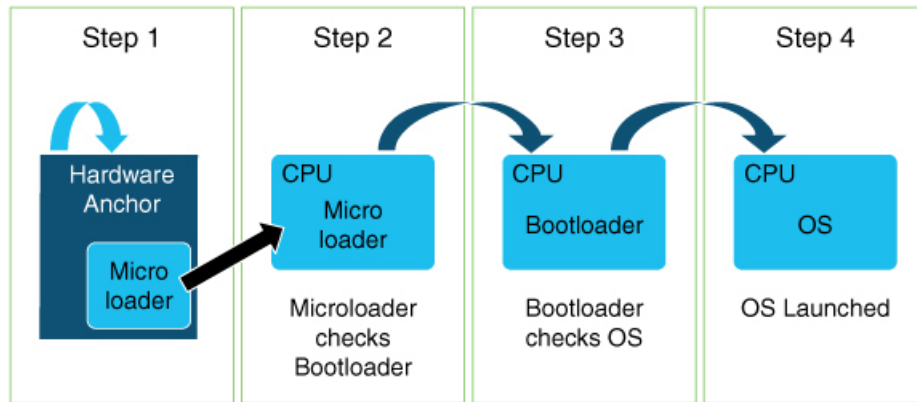 Step 1
Hardware
Anchor
Micro
loader
Step 2
CPU
Micro
loader
Microloader
checks
Bootloader
Step 3
CPU
Bootloader
Bootloader
checks OS
Step 4
CPU
OS
OS Launched